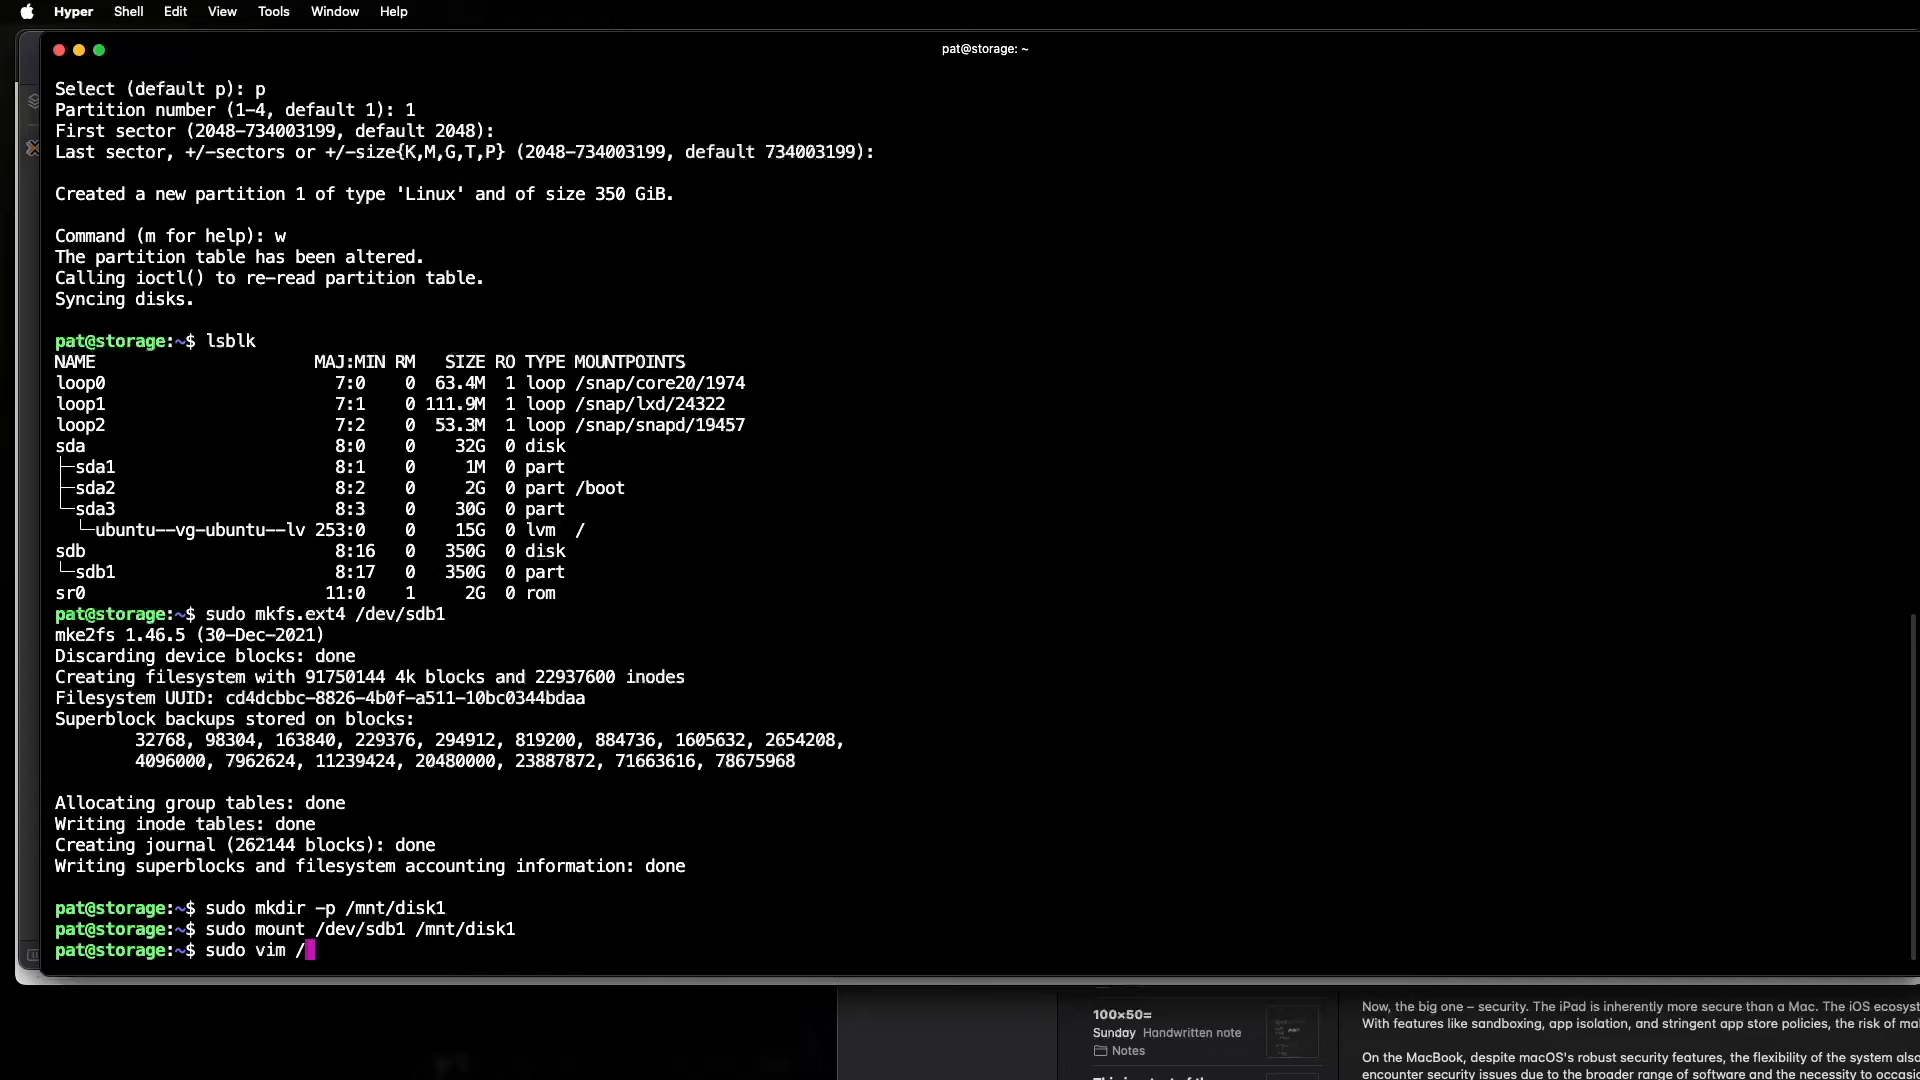 Hyper Shell Edit View Tools Window Help
pat@storage: ~
Select (default p): p
Partition number (1-4, default 1): 1
First sector (2048-734003199, default 2048):
Last sector, +/-sectors or +/-size{K,M,G,T,P} (2048-734003199, default 734003199):
Created a new partition 1 of type 'Linux' and of size 350 GiB.
Command (m for help): w
The partition table has been altered.
Calling ioctl() to re-read partition table.
Syncing disks.
pat@storage:~$ lsblk
NAME MAJ:MIN RM SIZE RO TYPE MOUNTPOINTS
loop0 7:0 0 63.4M 1 loop /snap/core20/1974
loop1 7:1 0 111.9M 1 loop /snap/lxd/24322
loop2 7:2 0 53.3M 1 loop /snap/snapd/19457
sda 8:0 0 32G 0 disk
├─sda1 8:1 0 1M 0 part
├─sda2 8:2 0 2G 0 part /boot
└─sda3 8:3 0 30G 0 part
└─ubuntu--vg-ubuntu--lv 253:0 0 15G 0 lvm /
sdb 8:16 0 350G 0 disk
└─sdb1 8:17 0 350G 0 part
sr0 11:0 1 2G 0 rom
pat@storage:~$ sudo mkfs.ext4 /dev/sdb1
mke2fs 1.46.5 (30-Dec-2021)
Discarding device blocks: done
Creating filesystem with 91750144 4k blocks and 22937600 inodes
Filesystem UUID: cd4dcbbc-8826-4b0f-a511-10bc0344bdaa
Superblock backups stored on blocks:
32768, 98304, 163840, 229376, 294912, 819200, 884736, 1605632, 2654208,
4096000, 7962624, 11239424, 20480000, 23887872, 71663616, 78675968
Allocating group tables: done
Writing inode tables: done
Creating journal (262144 blocks): done
Writing superblocks and filesystem accounting information: done
pat@storage:~$ sudo mkdir -p /mnt/disk1
pat@storage:~$ sudo mount /dev/sdb1 /mnt/disk1
pat@storage:~$ sudo vim /
100×50=
Sunday Handwritten note
Notes
Now, the big one – security. The iPad is inherently more secure than a Mac. The iOS ecosyst
With features like sandboxing, app isolation, and stringent app store policies, the risk of mal
On the MacBook, despite macOS's robust security features, the flexibility of the system also
encounter security issues due to the broader range of software and the necessity to occasio